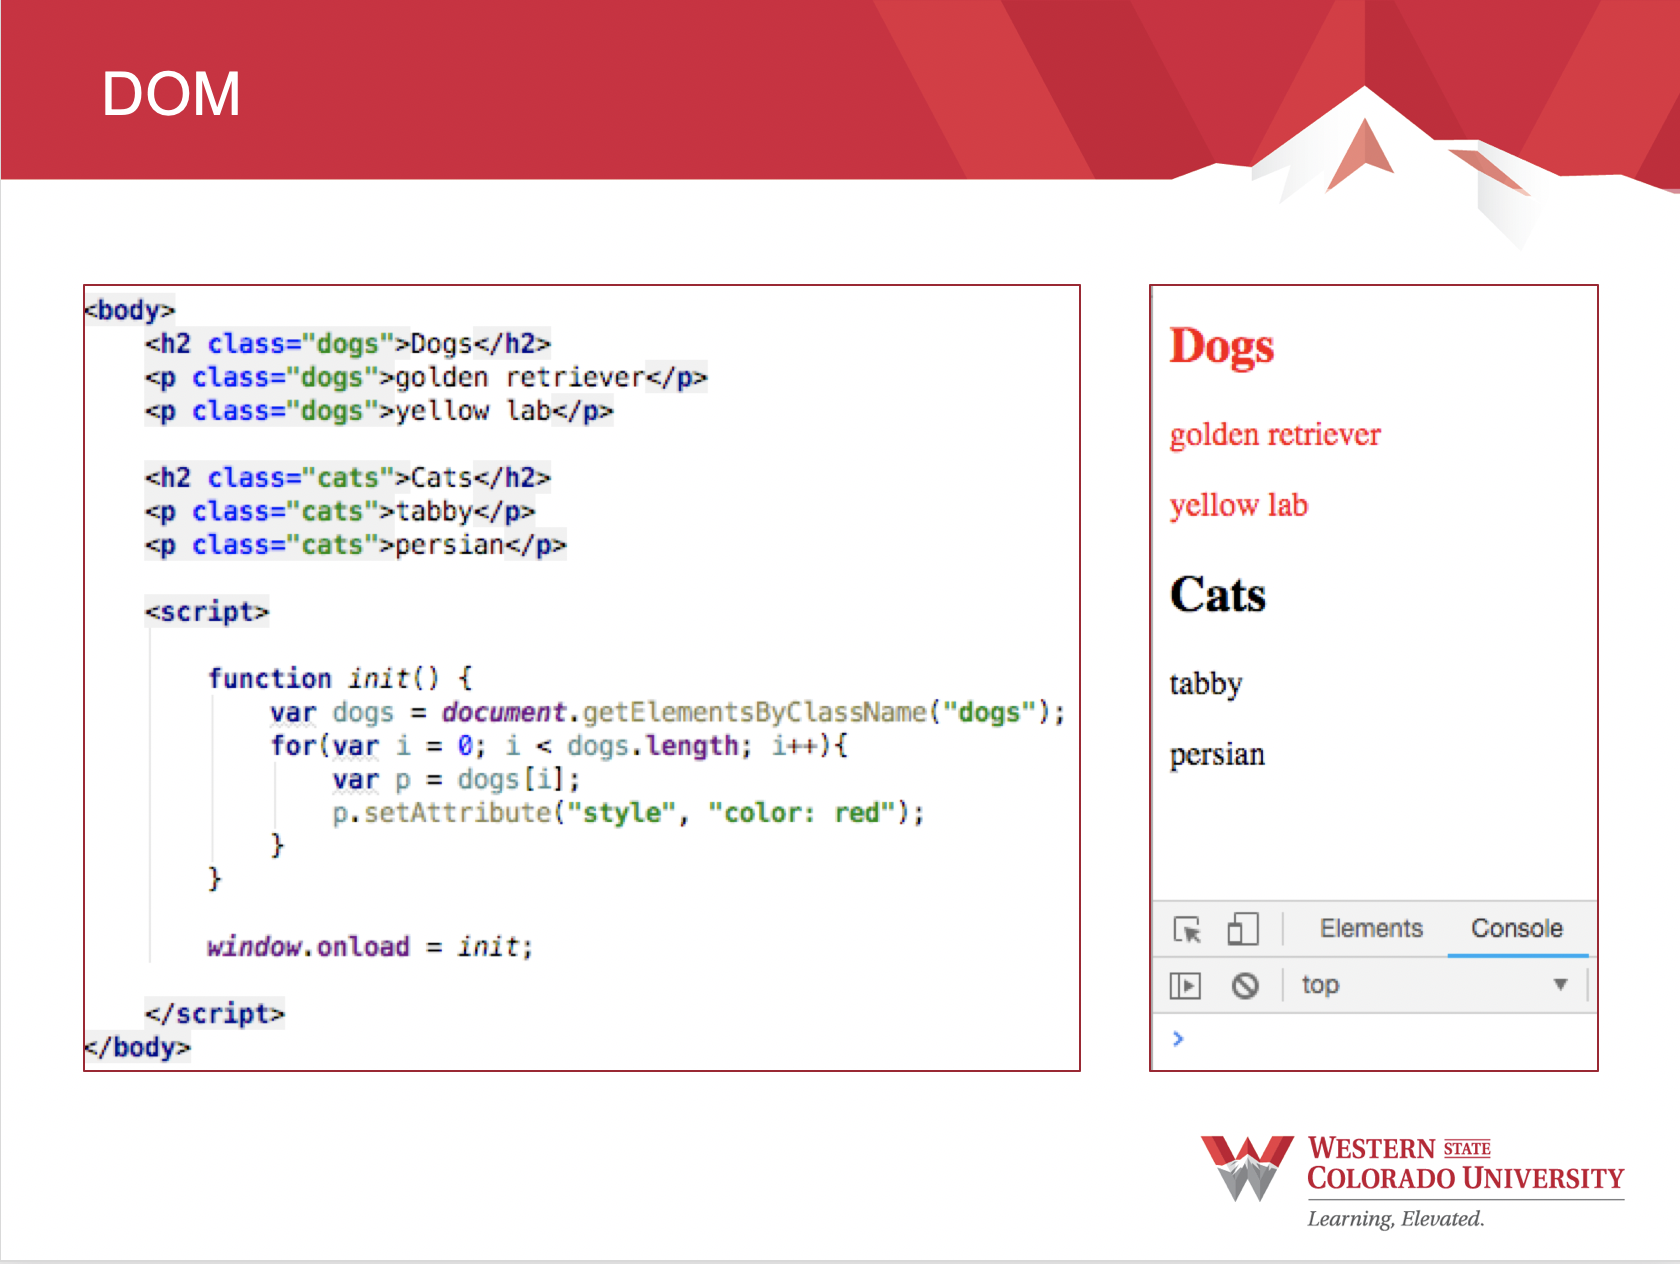 DOM
<body>
<h2 class="dogs">Dogs</h2>
<p class="dogs">golden retriever</p>
<p class="dogs">yellow lab</p>
<h2 class="cats">Cats</h2>
<p class="cats">tabby</p>
<p class="cats">persian</p>
<script>
function init() {
var dogs = document.getElementsByClassName("dogs");
for(var i = 0; i < dogs.length; i++){
var p = dogs[i];
p.setAttribute("style", "color: red");
}
}
window.onload = init;
</script>
</body>
Dogs
golden retriever
yellow lab
Cats
tabby
persian
Elements Console
top
>
WESTERN STATE
COLORADO UNIVERSITY
Learning, Elevated.